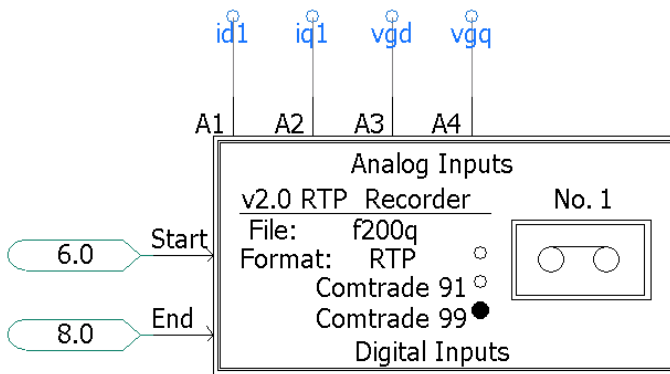 id1 iq1 vgd vgq
A1 A2 A3 A4
Analog Inputs
v2.0 RTP Recorder No. 1
File: f200q
Format: RTP
Comtrade 91
Comtrade 99
Digital Inputs
6.0 Start
8.0 End